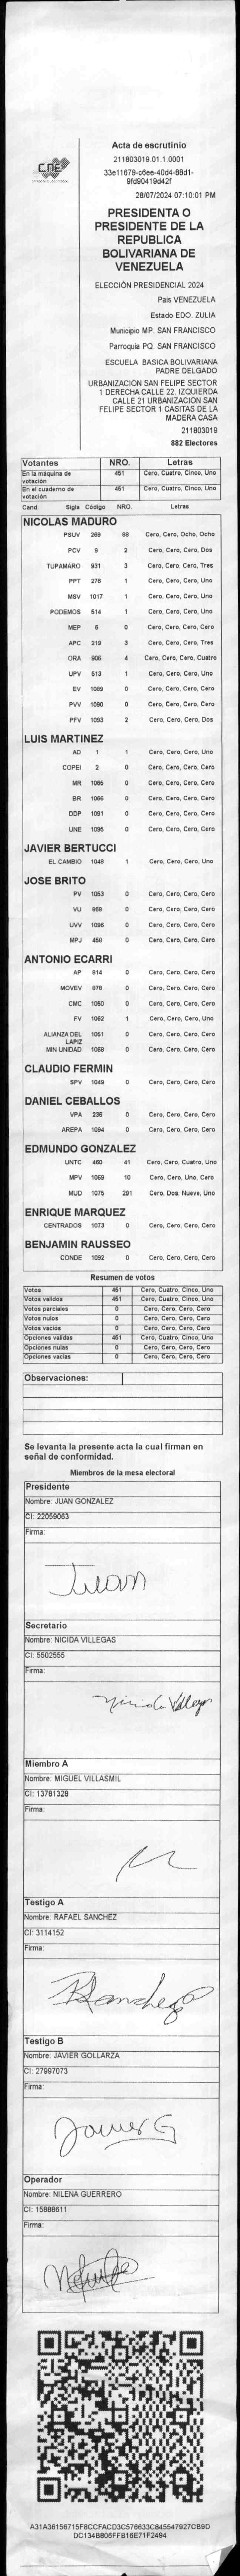 CNE
Acta de escrutinio
211803019.01.1.0001
33e11679-c6ee-40d4-88d1-
9fd90419d42f
28/07/2024 07:10:01 PM
PRESIDENTA O
PRESIDENTE DE LA
REPUBLICA
BOLIVARIANA DE
VENEZUELA
ELECCIÓN PRESIDENCIAL 2024
País VENEZUELA
Estado EDO. ZULIA
Municipio MP. SAN FRANCISCO
Parroquia PQ. SAN FRANCISCO
ESCUELA BASICA BOLIVARIANA
PADRE DELGADO
URBANIZACION SAN FELIPE SECTOR
1 DERECHA CALLE 22. IZQUIERDA
CALLE 21 URBANIZACION SAN
FELIPE SECTOR 1 CASITAS DE LA
MADERA CASA
211803019
882 Electores
Votantes NRO. Letras
En la máquina de votación 451 Cero, Cuatro, Cinco, Uno
En el cuaderno de votación 451 Cero, Cuatro, Cinco, Uno
Cand. Sigla Código NRO. Letras
NICOLAS MADURO
PSUV 269 88 Cero, Cero, Ocho, Ocho
PCV 9 2 Cero, Cero, Cero, Dos
TUPAMARO 931 3 Cero, Cero, Cero, Tres
PPT 276 1 Cero, Cero, Cero, Uno
MSV 1017 1 Cero, Cero, Cero, Uno
PODEMOS 514 1 Cero, Cero, Cero, Uno
MEP 6 0 Cero, Cero, Cero, Cero
APC 219 3 Cero, Cero, Cero, Tres
ORA 906 4 Cero, Cero, Cero, Cuatro
UPV 513 1 Cero, Cero, Cero, Uno
EV 1089 0 Cero, Cero, Cero, Cero
PVV 1090 0 Cero, Cero, Cero, Cero
PFV 1093 2 Cero, Cero, Cero, Dos
LUIS MARTINEZ
AD 1 1 Cero, Cero, Cero, Uno
COPEI 2 0 Cero, Cero, Cero, Cero
MR 1065 0 Cero, Cero, Cero, Cero
BR 1066 0 Cero, Cero, Cero, Cero
DDP 1091 0 Cero, Cero, Cero, Cero
UNE 1095 0 Cero, Cero, Cero, Cero
JAVIER BERTUCCI
EL CAMBIO 1048 1 Cero, Cero, Cero, Uno
JOSE BRITO
PV 1053 0 Cero, Cero, Cero, Cero
VU 959 0 Cero, Cero, Cero, Cero
UVV 1096 0 Cero, Cero, Cero, Cero
MPJ 459 0 Cero, Cero, Cero, Cero
ANTONIO ECARRI
AP 914 0 Cero, Cero, Cero, Cero
MOVEV 979 0 Cero, Cero, Cero, Cero
CMC 1050 0 Cero, Cero, Cero, Cero
FV 1062 1 Cero, Cero, Cero, Uno
ALIANZA DEL LAPIZ 1051 0 Cero, Cero, Cero, Cero
MIN UNIDAD 1069 0 Cero, Cero, Cero, Cero
CLAUDIO FERMIN
SPV 1049 0 Cero, Cero, Cero, Cero
DANIEL CEBALLOS
VPA 236 0 Cero, Cero, Cero, Cero
AREPA 1094 0 Cero, Cero, Cero, Cero
EDMUNDO GONZALEZ
UNTC 460 41 Cero, Cero, Cuatro, Uno
MPV 1069 10 Cero, Cero, Uno, Cero
MUD 1075 291 Cero, Dos, Nueve, Uno
ENRIQUE MARQUEZ
CENTRADOS 1073 0 Cero, Cero, Cero, Cero
BENJAMIN RAUSSEO
CONDE 1092 0 Cero, Cero, Cero, Cero
Resumen de votos
Votos 451 Cero, Cuatro, Cinco, Uno
Votos validos 451 Cero, Cuatro, Cinco, Uno
Votos parciales 0 Cero, Cero, Cero, Cero
Votos nulos 0 Cero, Cero, Cero, Cero
Votos vacios 0 Cero, Cero, Cero, Cero
Opciones validas 451 Cero, Cuatro, Cinco, Uno
Opciones nulas 0 Cero, Cero, Cero, Cero
Opciones vacias 0 Cero, Cero, Cero, Cero
Observaciones:
Se levanta la presente acta la cual firman en
señal de conformidad.
Miembros de la mesa electoral
Presidente
Nombre: JUAN GONZALEZ
CI: 22059063
Firma:
Juan
Secretario
Nombre: NICIDA VILLEGAS
CI: 5502555
Firma:
Miembro A
Nombre: MIGUEL VILLASMIL
CI: 13781328
Firma:
Testigo A
Nombre: RAFAEL SANCHEZ
CI: 3114152
Firma:
Testigo B
Nombre: JAVIER GOLLARZA
CI: 27997073
Firma:
Javier G
Operador
Nombre: NILENA GUERRERO
CI: 15888611
Firma:
A31A36156715F8CCFACD3C576633C845547927CB9D
DC134B806FFB16E71F2494